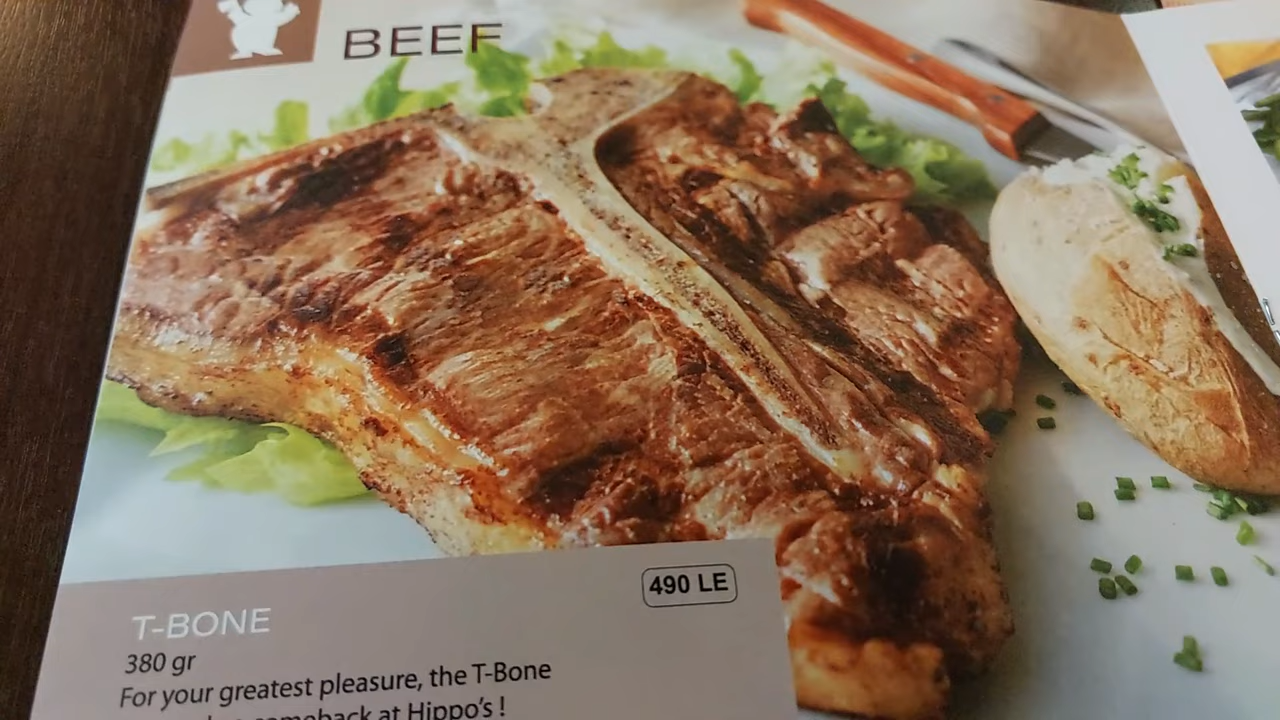 BEEF
490 LE
T-BONE
380 gr
For your greatest pleasure, the T-Bone
comeback at Hippo's !